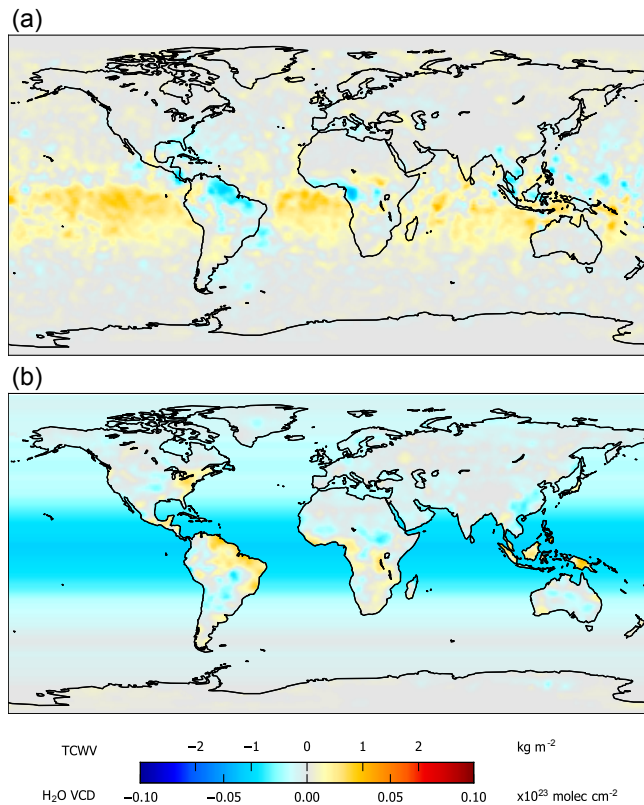 (a)
(b)
TCWV −2 −1 0 1 2 kg m⁻²
H₂O VCD −0.10 −0.05 0.00 0.05 0.10 x10²³ molec cm⁻²